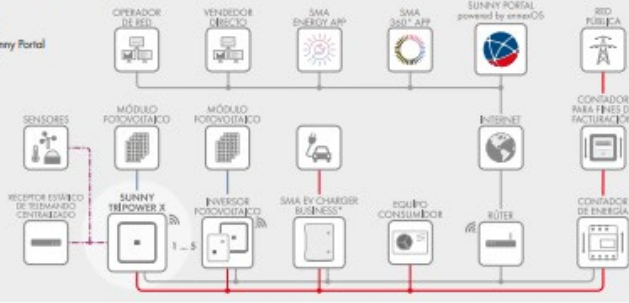 OPERADOR
DE RED
VENDEDOR
DIRECTO
SMA
ENERGY APP
SMA
360° APP
SUNNY PORTAL
powered by ennexOS
RED
PÚBLICA
nny Portal
SENSORES
MÓDULO
FOTOVOLTAICO
MÓDULO
FOTOVOLTAICO
INTERNET
CONTADOR
PARA FINES DE
FACTURACIÓN
RECEPTOR ESTÁTICO
DE TELEMANDO
CENTRALIZADO
SUNNY
TRIPOWER X
1 ... 5
INVERSOR
FOTOVOLTAICO
SMA EV CHARGER
BUSINESS*
EQUIPO
CONSUMIDOR
RÚTER
CONTADOR
DE ENERGÍA